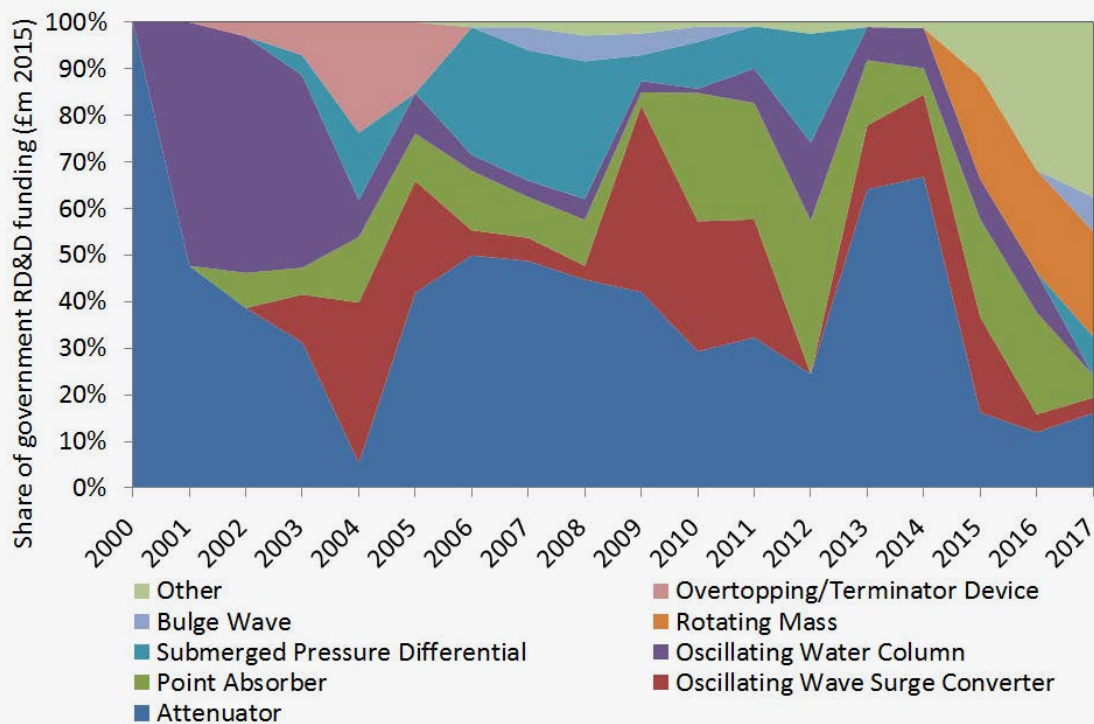 Share of government RD&D funding (£m 2015)
100%
90%
80%
70%
60%
50%
40%
30%
20%
10%
0%
2000 2001 2002 2003 2004 2005 2006 2007 2008 2009 2010 2011 2012 2013 2014 2015 2016 2017
Other Overtopping/Terminator Device
Bulge Wave Rotating Mass
Submerged Pressure Differential Oscillating Water Column
Point Absorber Oscillating Wave Surge Converter
Attenuator